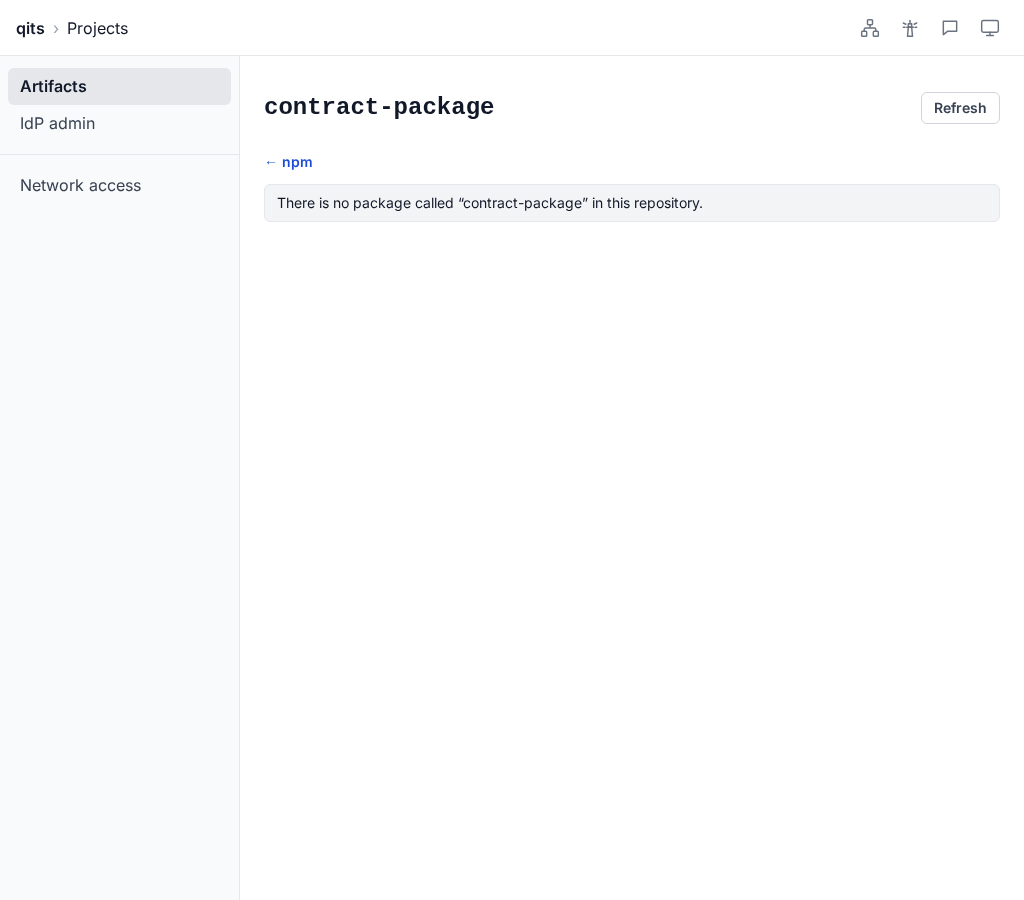 qits › Projects
Artifacts
IdP admin
Network access
contract-package
Refresh
← npm
There is no package called “contract-package” in this repository.